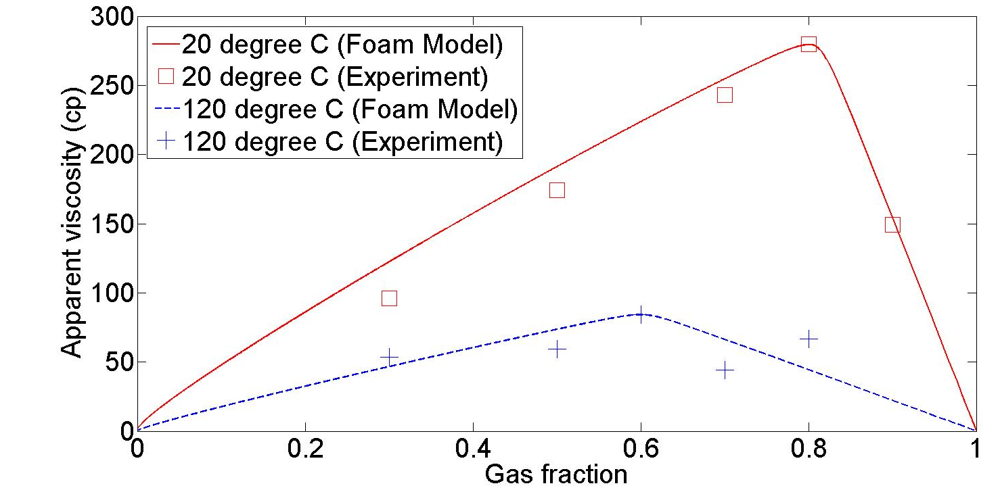 300
250
200
150
100
50
0
Apparent viscosity (cp)
20 degree C (Foam Model)
20 degree C (Experiment)
120 degree C (Foam Model)
120 degree C (Experiment)
0 0.2 0.4 0.6 0.8 1
Gas fraction